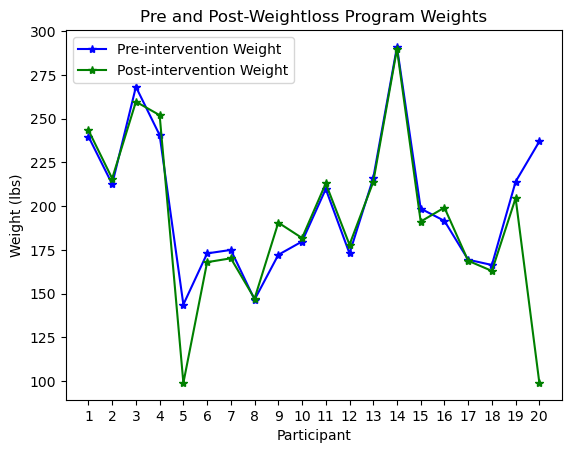 Pre and Post-Weightloss Program Weights
Pre-intervention Weight
Post-intervention Weight
300
275
250
225
200
175
150
125
100
Weight (lbs)
1 2 3 4 5 6 7 8 9 10 11 12 13 14 15 16 17 18 19 20
Participant